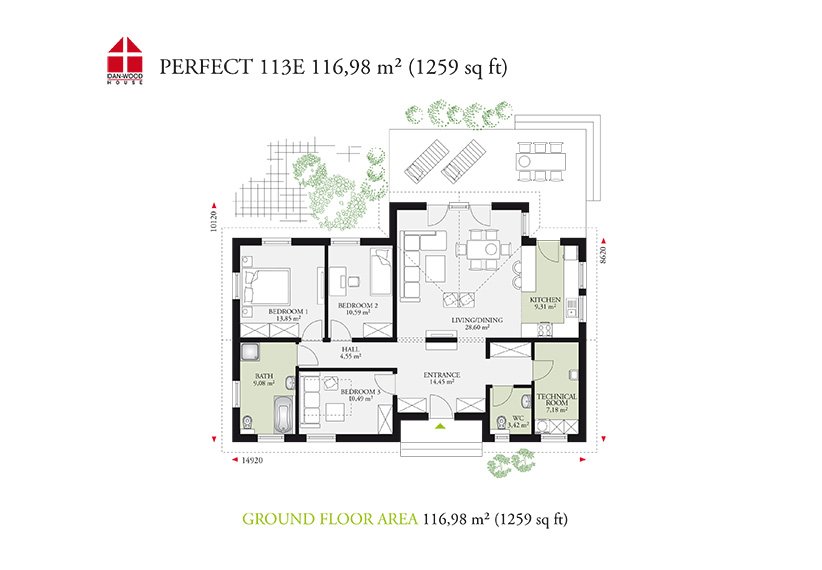 DAN-WOOD
HOUSE
PERFECT 113E 116,98 m² (1259 sq ft)
10120
8620
BEDROOM 1
13.85 m²
BEDROOM 2
10.59 m²
LIVING/DINING
28.60 m²
KITCHEN
9.31 m²
HALL
4,55 m²
BATH
9,08 m²
BEDROOM 3
10.49 m²
ENTRANCE
14,45 m²
WC
3,42 m²
TECHNICAL
ROOM
7.18 m²
14920
GROUND FLOOR AREA 116,98 m² (1259 sq ft)